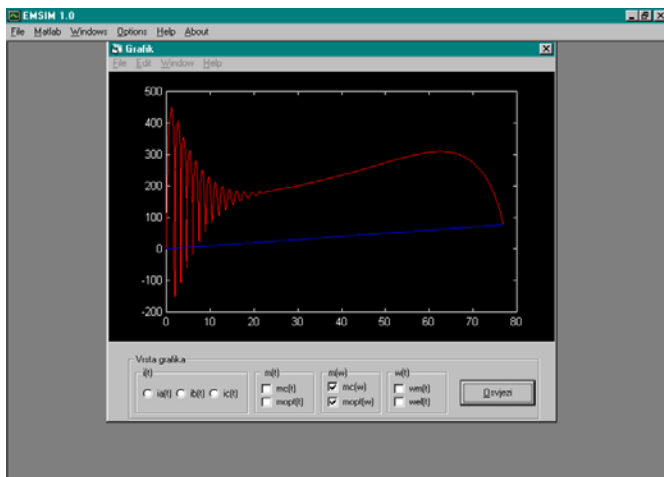 EMSIM 1.0
File Matlab Windows Options Help About
Grafik
File Edit Window Help
500
400
300
200
100
0
-100
-200
0 10 20 30 40 50 60 70 80
Vrsta grafika
i(t) m(t) m(w) w(t)
ia(t) ib(t) ic(t) mc(t) mc(w) wm(t) Osvjezi
mopt(t) mopt(w) wel(t)